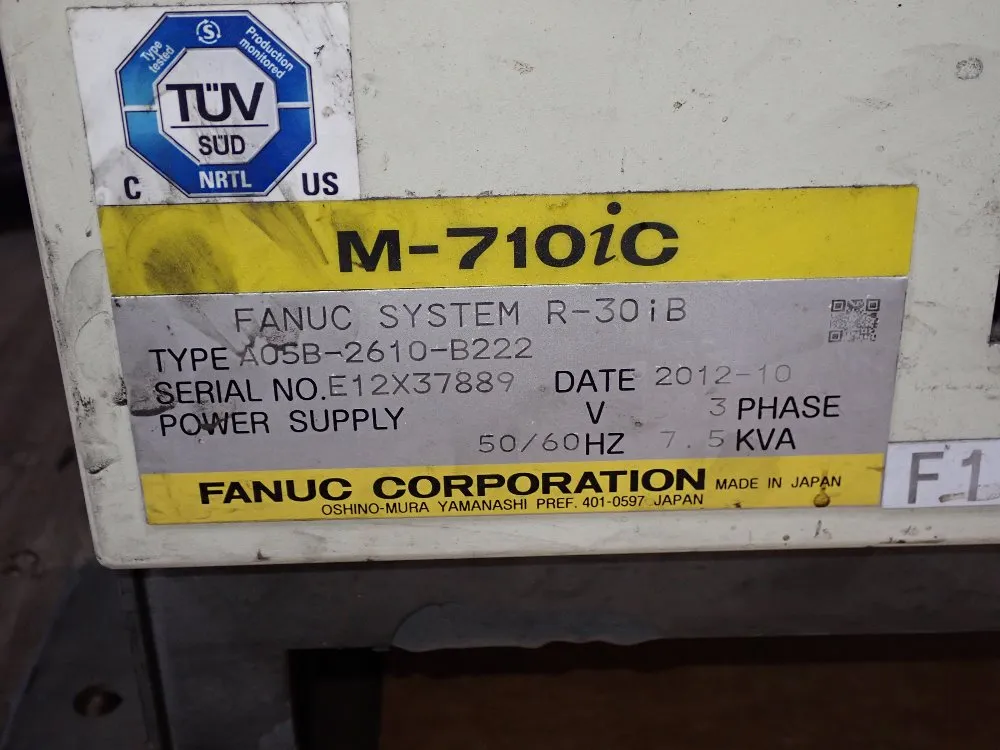 Type tested
Production monitored
TÜV
SÜD
NRTL
C US
M-710iC
FANUC SYSTEM R-30iB
TYPE A05B-2610-B222
SERIAL NO. E12X37889 DATE 2012-10
POWER SUPPLY V 3 PHASE
50/60HZ 7.5 KVA
FANUC CORPORATION MADE IN JAPAN
OSHINO-MURA YAMANASHI PREF. 401-0597 JAPAN
F1